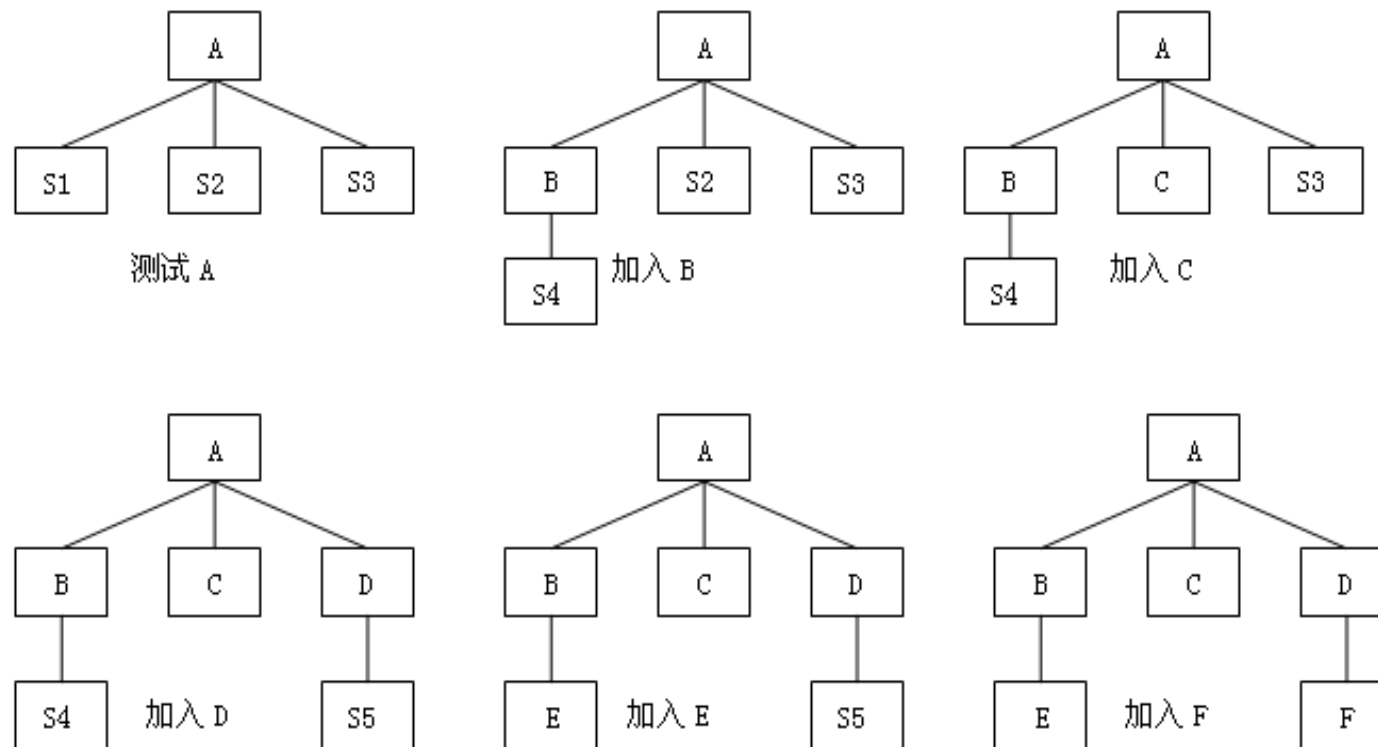 A
S1 S2 S3
测试 A
A
B S2 S3
S4
加入 B
A
B C S3
S4
加入 C
A
B C D
S4 S5
加入 D
A
B C D
E S5
加入 E
A
B C D
E F
加入 F